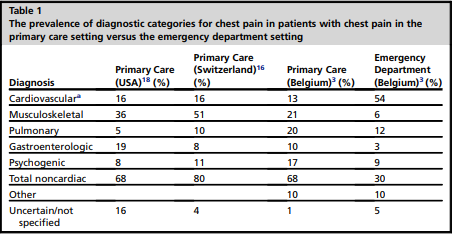 Table 1
The prevalence of diagnostic categories for chest pain in patients with chest pain in the
primary care setting versus the emergency department setting
Diagnosis Primary Care (USA)18 (%) Primary Care (Switzerland)16 (%) Primary Care (Belgium)3 (%) Emergency Department (Belgium)3 (%)
Cardiovasculara 16 16 13 54
Musculoskeletal 36 51 21 6
Pulmonary 5 10 20 12
Gastroenterologic 19 8 10 3
Psychogenic 8 11 17 9
Total noncardiac 68 80 68 30
Other 10 10
Uncertain/not specified 16 4 1 5